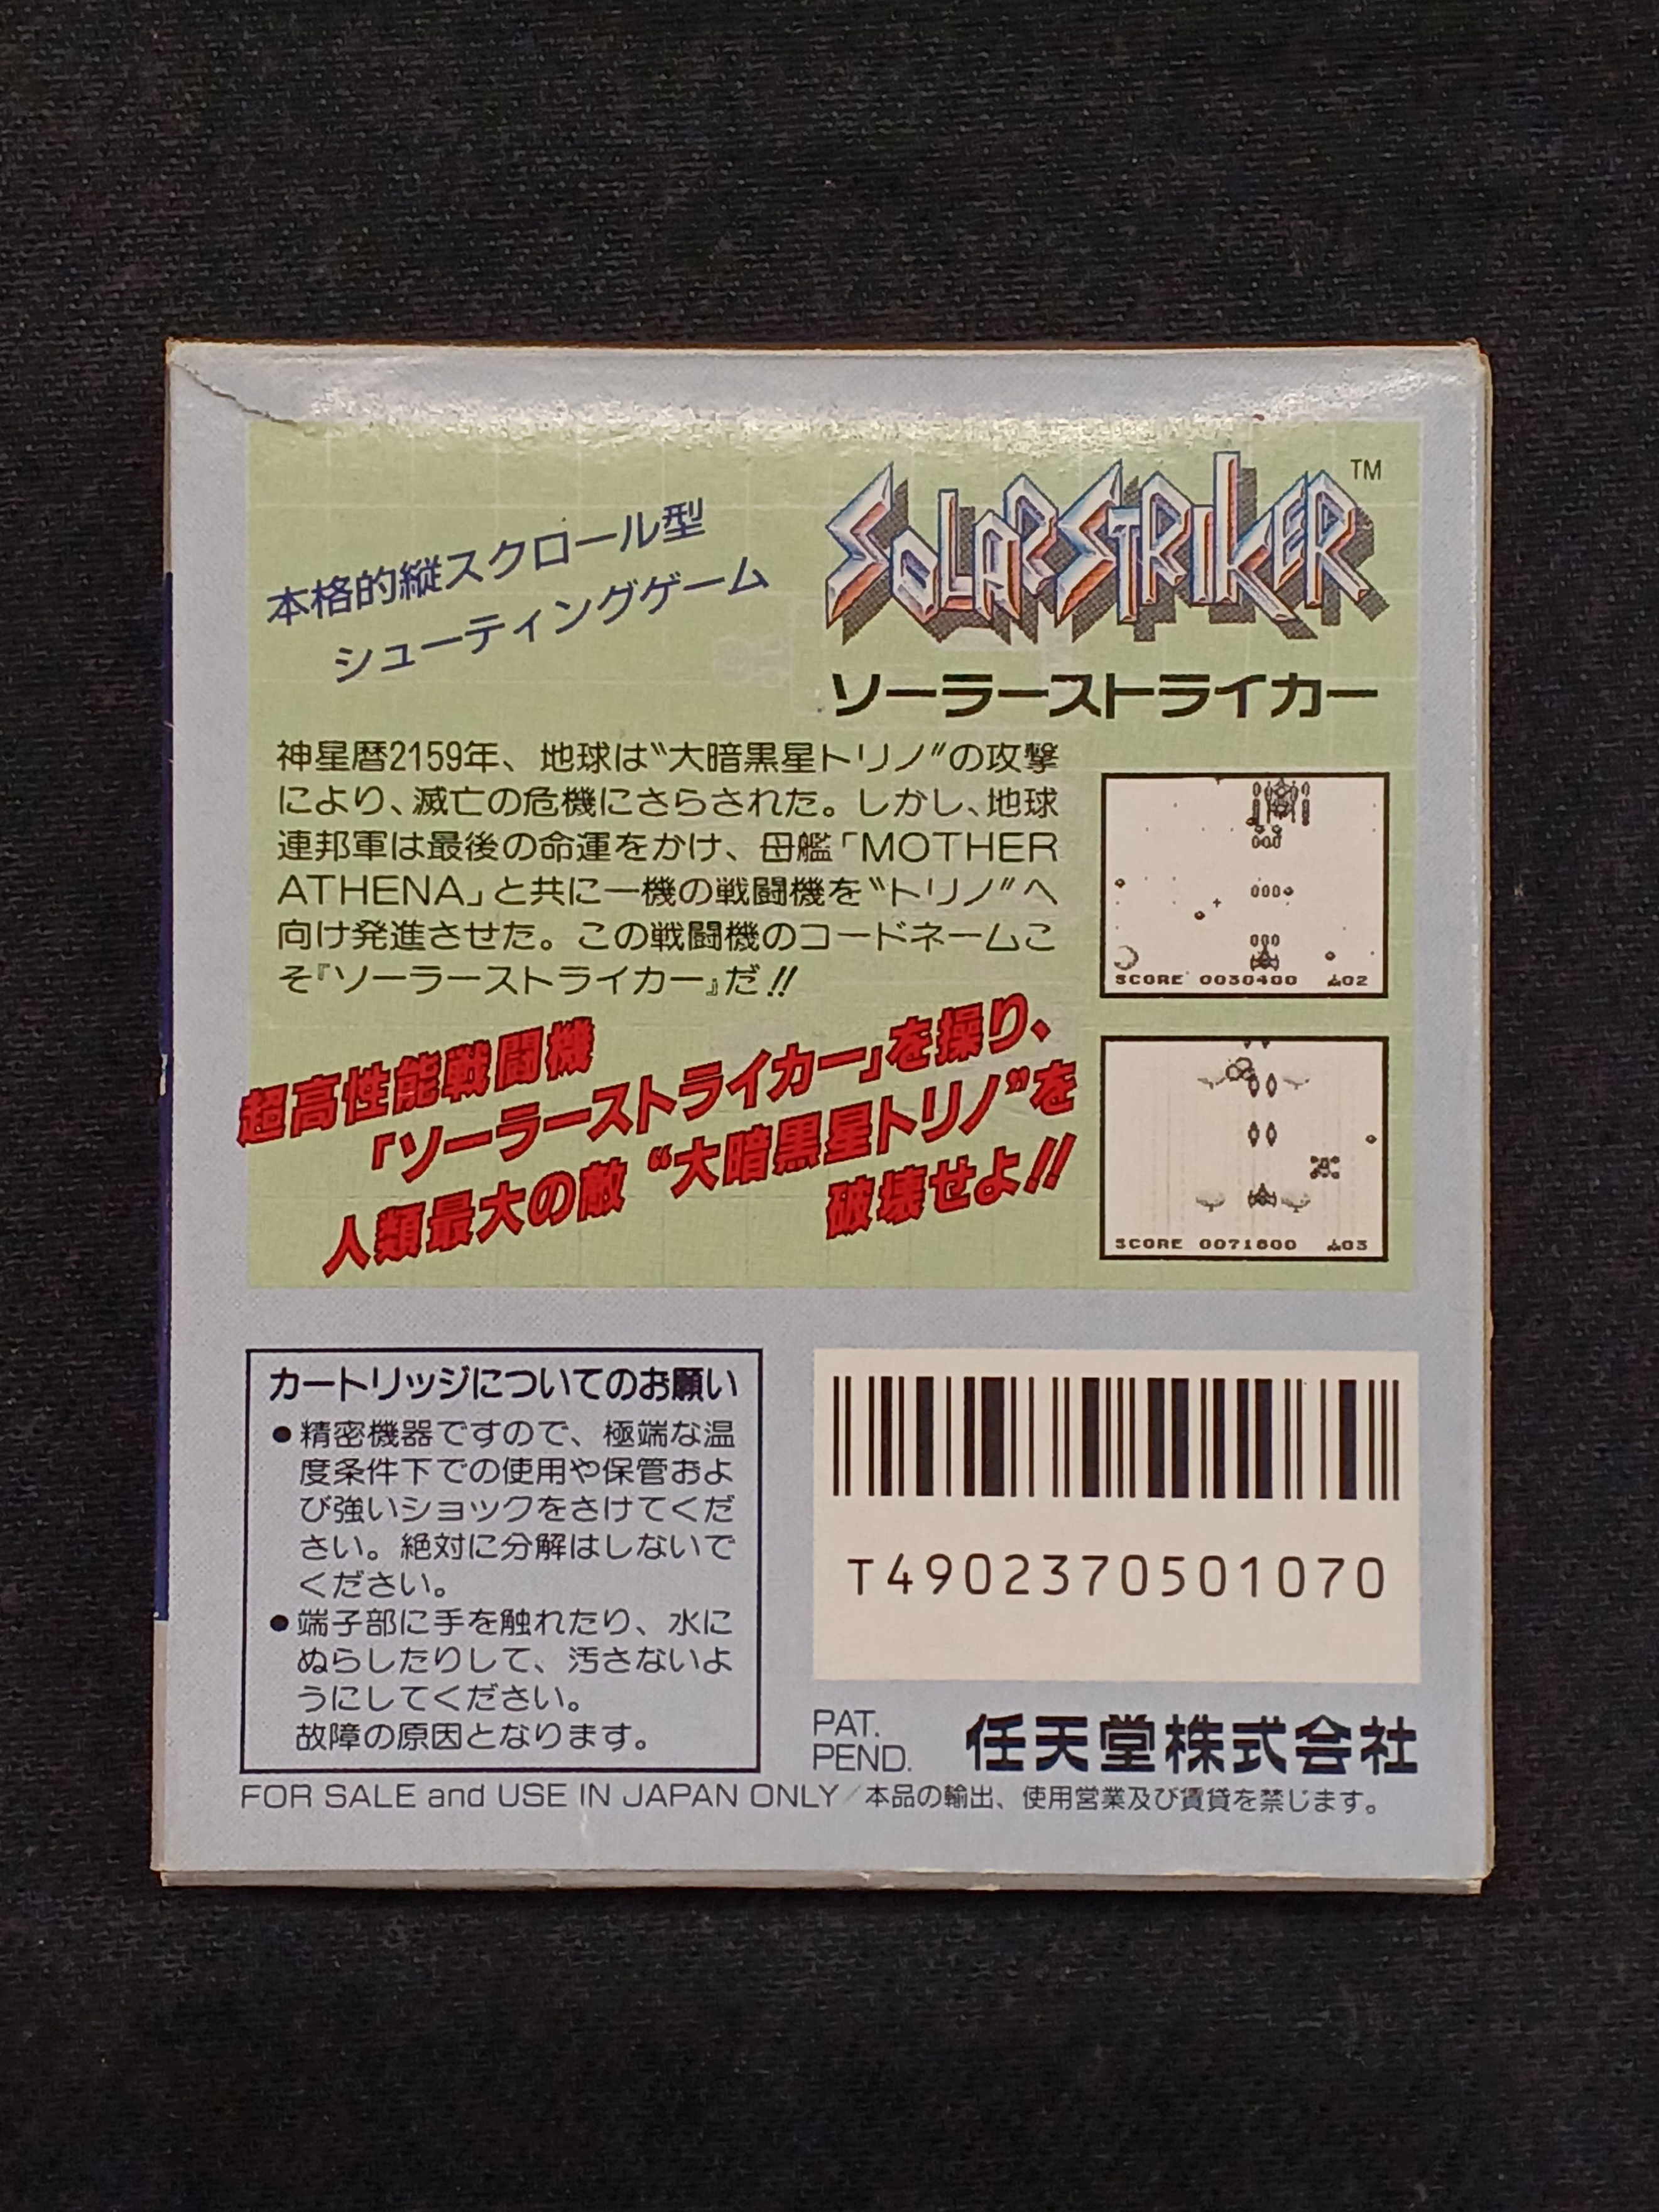 本格的縦スクロール型
シューティングゲーム
SOLAR STRIKER™
ソーラーストライカー
神星暦2159年、地球は〝大暗黒星トリノ〞の攻撃
により、滅亡の危機にさらされた。しかし、地球
連邦軍は最後の命運をかけ、母艦「MOTHER
ATHENA」と共に一機の戦闘機を〝トリノ〞へ
向け発進させた。この戦闘機のコードネームこ
そ『ソーラーストライカー』だ!!
超高性能戦闘機
「ソーラーストライカー」を操り、
人類最大の敵“大暗黒星トリノ”を
破壊せよ!!
SCORE 0030400 02
SCORE 0071600 03
カートリッジについてのお願い
●精密機器ですので、極端な温
度条件下での使用や保管およ
び強いショックをさけてくだ
さい。絶対に分解はしないで
ください。
●端子部に手を触れたり、水に
ぬらしたりして、汚さないよ
うにしてください。
故障の原因となります。
T4902370501070
PAT.
PEND.
任天堂株式会社
FOR SALE and USE IN JAPAN ONLY／本品の輸出、使用営業及び賃貸を禁じます。